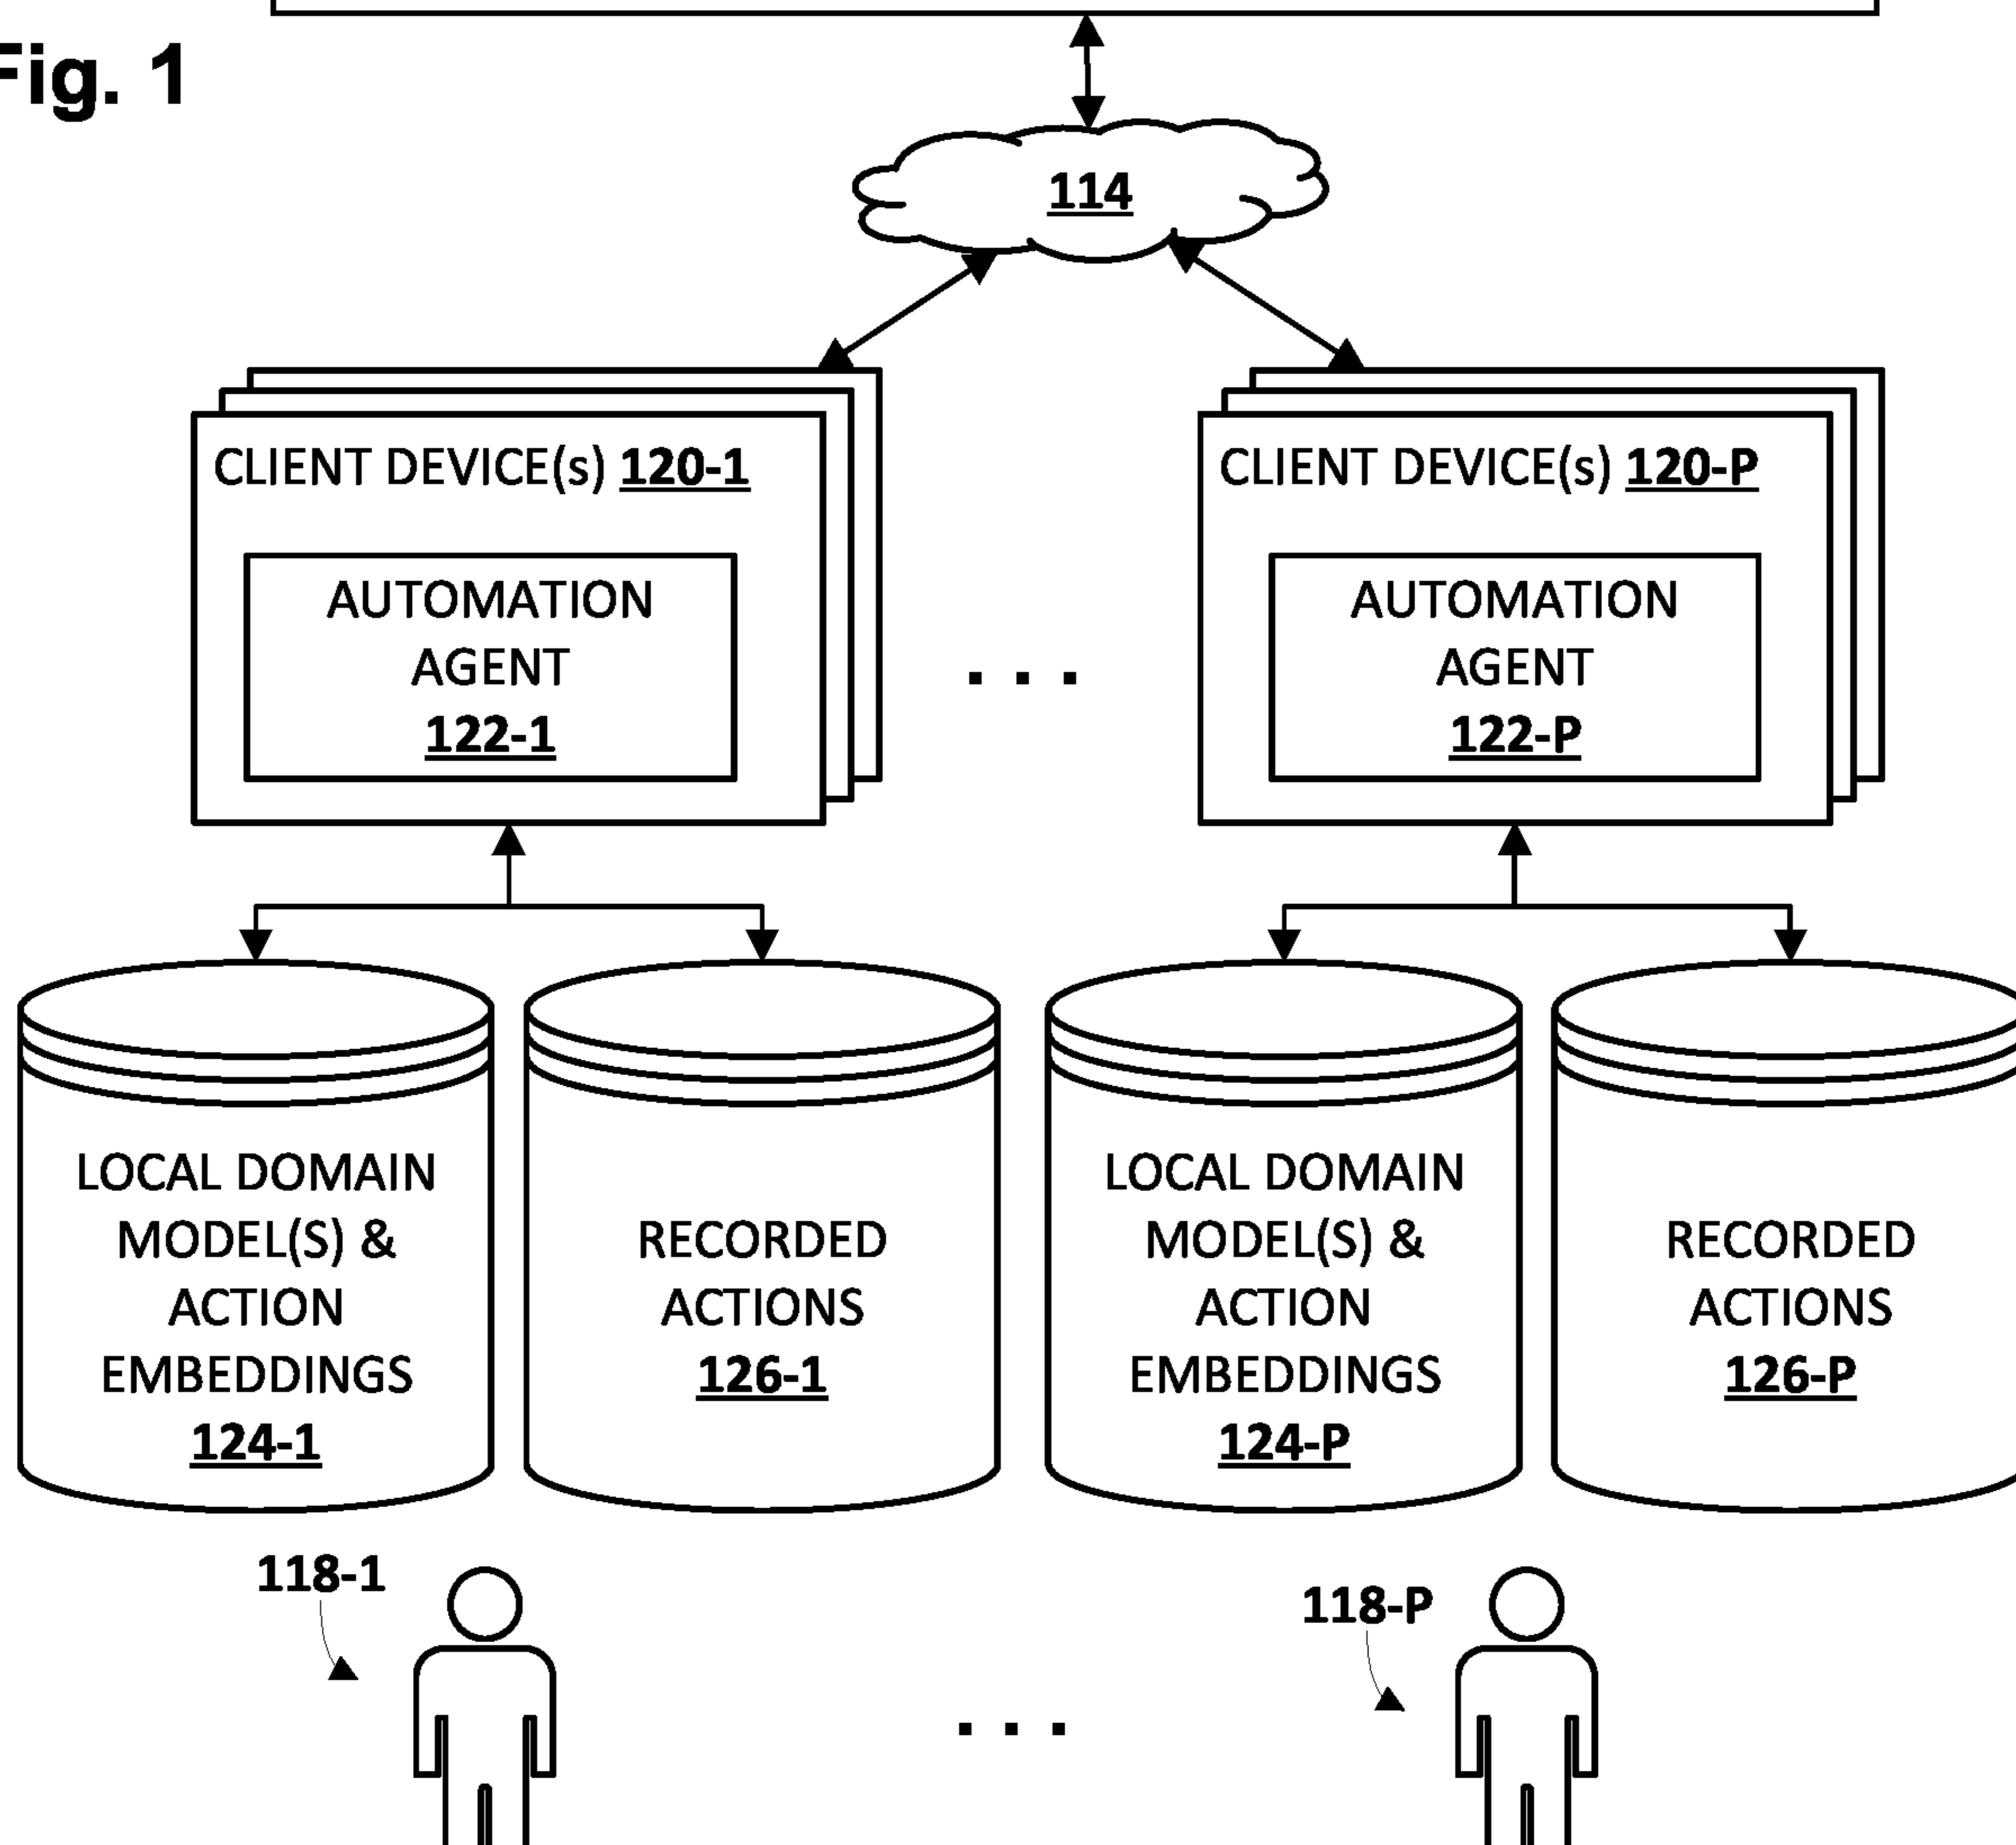 Fig. 1
114
CLIENT DEVICE(s) 120-1
AUTOMATION
AGENT
122-1
. . .
CLIENT DEVICE(s) 120-P
AUTOMATION
AGENT
122-P
LOCAL DOMAIN
MODEL(S) &
ACTION
EMBEDDINGS
124-1
RECORDED
ACTIONS
126-1
LOCAL DOMAIN
MODEL(S) &
ACTION
EMBEDDINGS
124-P
RECORDED
ACTIONS
126-P
118-1
118-P
. . .